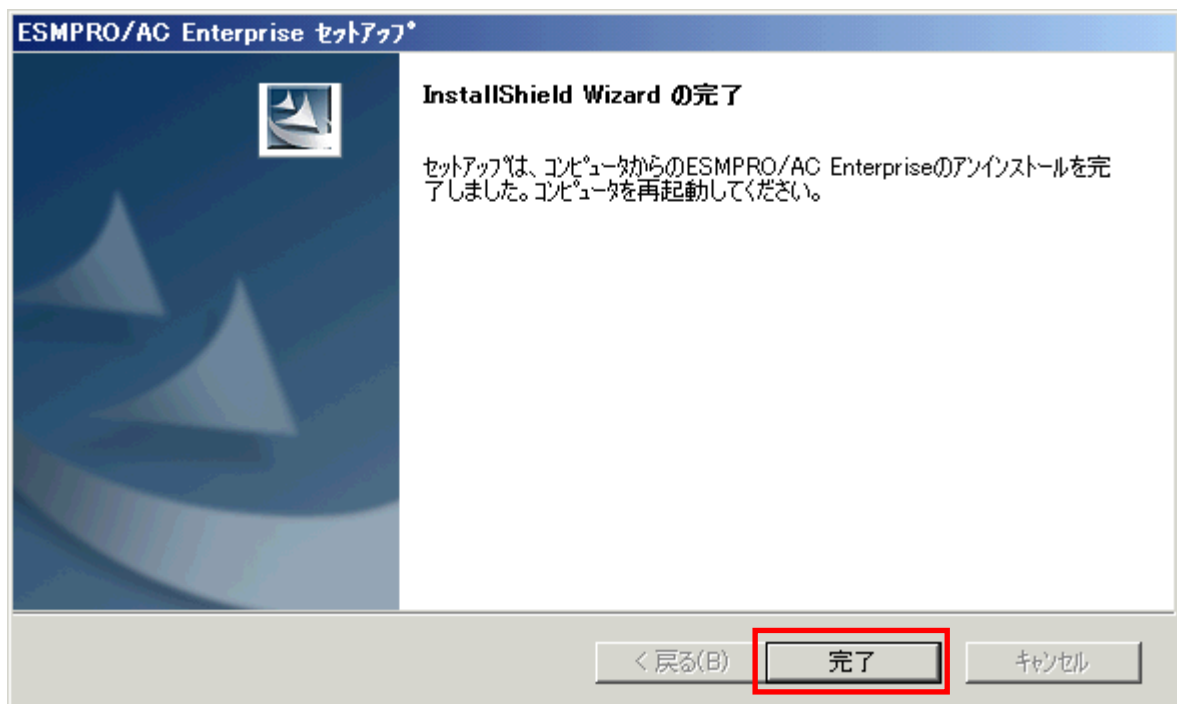 ESMPRO/AC Enterprise ｾｯﾄｱｯﾌﾟ
InstallShield Wizard の完了
ｾｯﾄｱｯﾌﾟは、ｺﾝﾋﾟｭｰﾀからのESMPRO/AC Enterpriseのｱﾝｲﾝｽﾄｰﾙを完
了しました。ｺﾝﾋﾟｭｰﾀを再起動してください。
< 戻る(B)
完了
ｷｬﾝｾﾙ